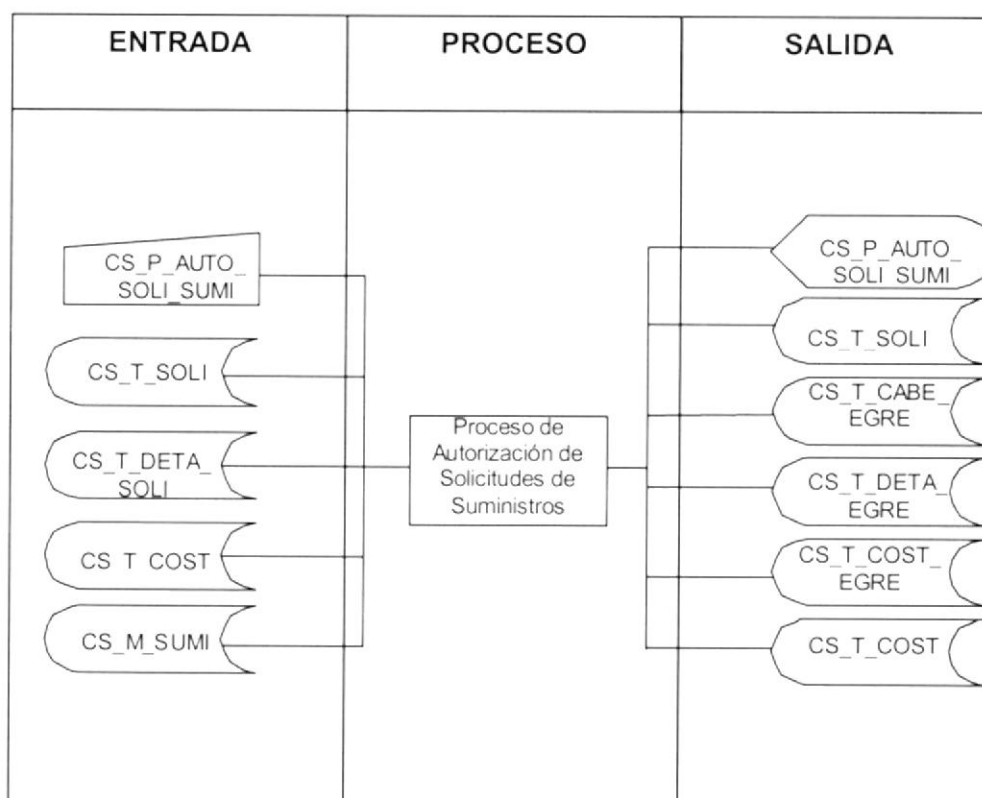 ENTRADA
PROCESO
SALIDA
CS_P_AUTO_
SOLI_SUMI
CS_T_SOLI
CS_T_DETA_
SOLI
CS_T_COST
CS_M_SUMI
Proceso de
Autorización de
Solicitudes de
Suministros
CS_P_AUTO_
SOLI_SUMI
CS_T_SOLI
CS_T_CABE_
EGRE
CS_T_DETA_
EGRE
CS_T_COST_
EGRE
CS_T_COST